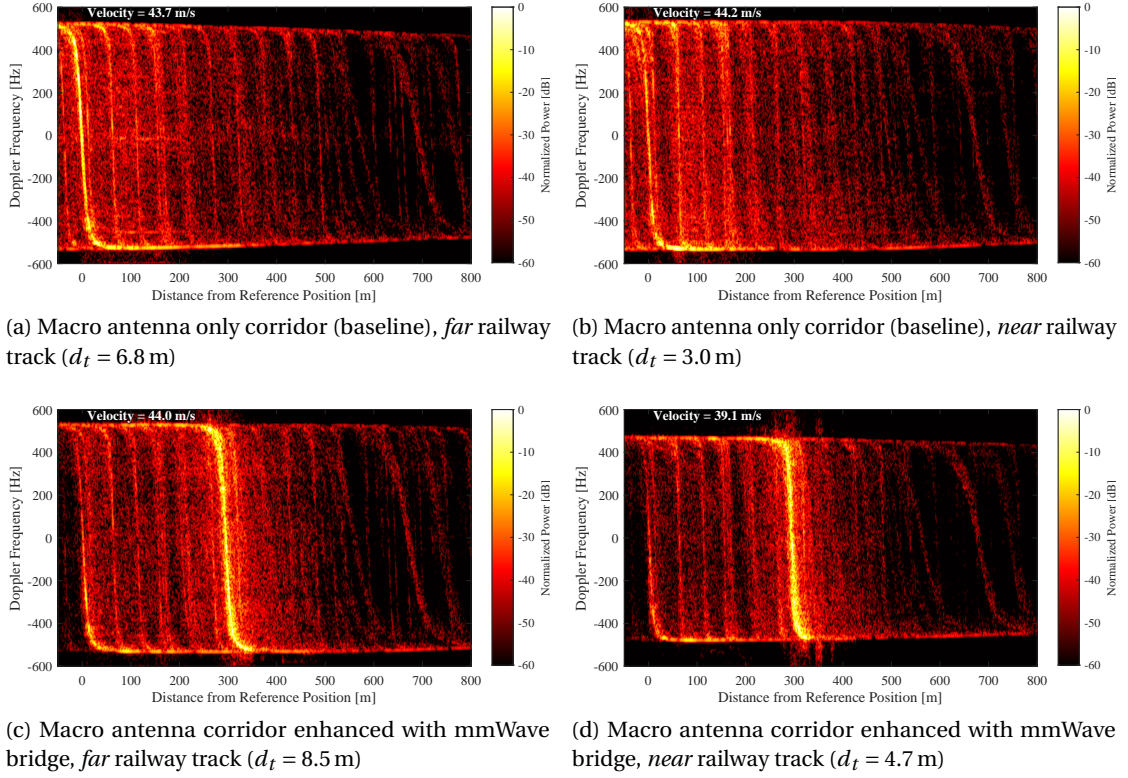 Velocity = 43.7 m/s
600
400
200
0
-200
-400
-600
Doppler Frequency [Hz]
0 100 200 300 400 500 600 700 800
Distance from Reference Position [m]
0
-10
-20
-30
-40
-50
-60
Normalized Power [dB]
(a) Macro antenna only corridor (baseline), far railway
track (dt = 6.8 m)
Velocity = 44.2 m/s
600
400
200
0
-200
-400
-600
Doppler Frequency [Hz]
0 100 200 300 400 500 600 700 800
Distance from Reference Position [m]
0
-10
-20
-30
-40
-50
-60
Normalized Power [dB]
(b) Macro antenna only corridor (baseline), near railway
track (dt = 3.0 m)
Velocity = 44.0 m/s
600
400
200
0
-200
-400
-600
Doppler Frequency [Hz]
0 100 200 300 400 500 600 700 800
Distance from Reference Position [m]
0
-10
-20
-30
-40
-50
-60
Normalized Power [dB]
(c) Macro antenna corridor enhanced with mmWave
bridge, far railway track (dt = 8.5 m)
Velocity = 39.1 m/s
600
400
200
0
-200
-400
-600
Doppler Frequency [Hz]
0 100 200 300 400 500 600 700 800
Distance from Reference Position [m]
0
-10
-20
-30
-40
-50
-60
Normalized Power [dB]
(d) Macro antenna corridor enhanced with mmWave
bridge, near railway track (dt = 4.7 m)